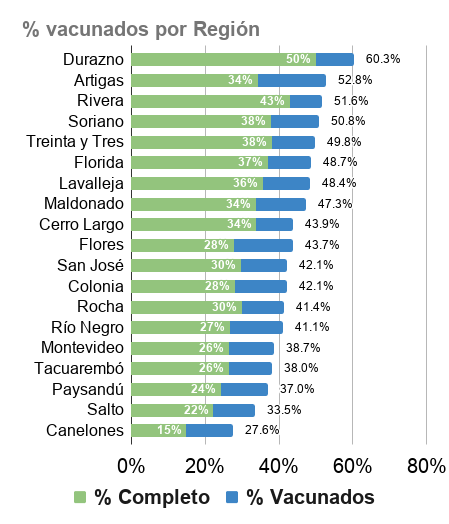 % vacunados por Región
Durazno 50% 60.3%
Artigas 34% 52.8%
Rivera 43% 51.6%
Soriano 38% 50.8%
Treinta y Tres 38% 49.8%
Florida 37% 48.7%
Lavalleja 36% 48.4%
Maldonado 34% 47.3%
Cerro Largo 34% 43.9%
Flores 28% 43.7%
San José 30% 42.1%
Colonia 28% 42.1%
Rocha 30% 41.4%
Río Negro 27% 41.1%
Montevideo 26% 38.7%
Tacuarembó 26% 38.0%
Paysandú 24% 37.0%
Salto 22% 33.5%
Canelones 15% 27.6%
0% 20% 40% 60% 80%
% Completo % Vacunados